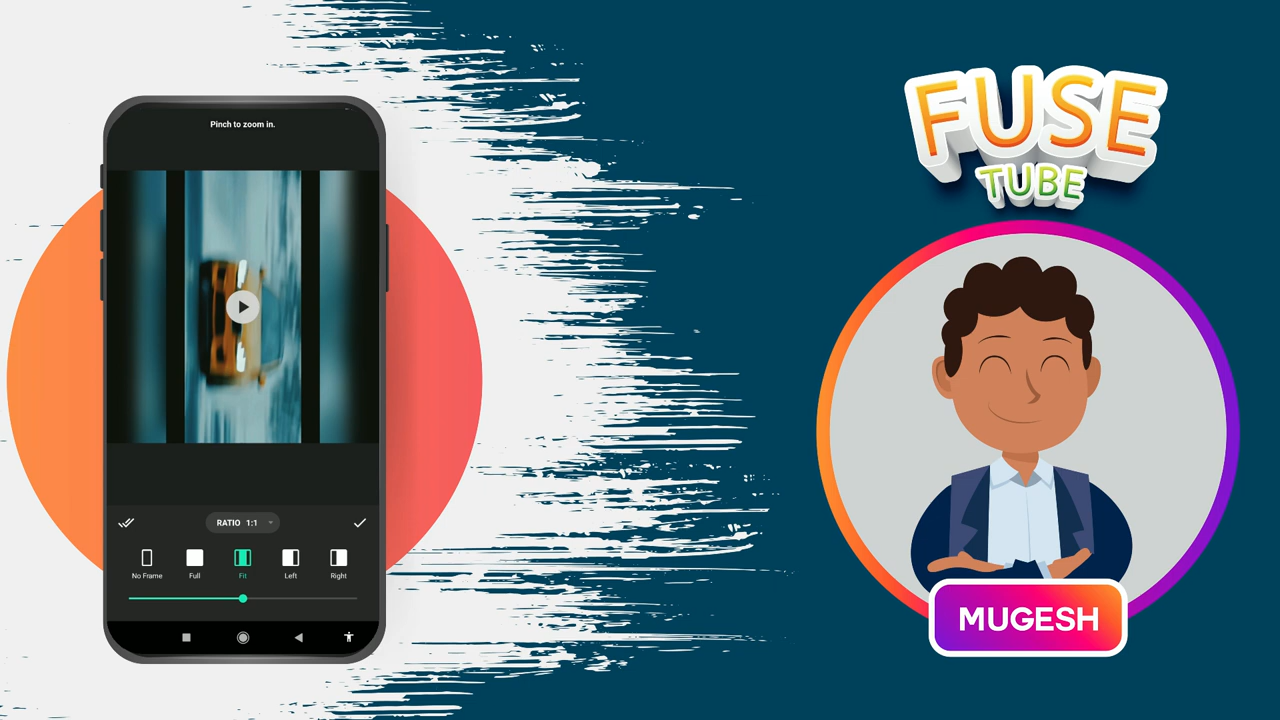 Pinch to zoom in.
RATIO 1:1
No Frame
Full
Fit
Left
Right
FUSE
TUBE
MUGESH